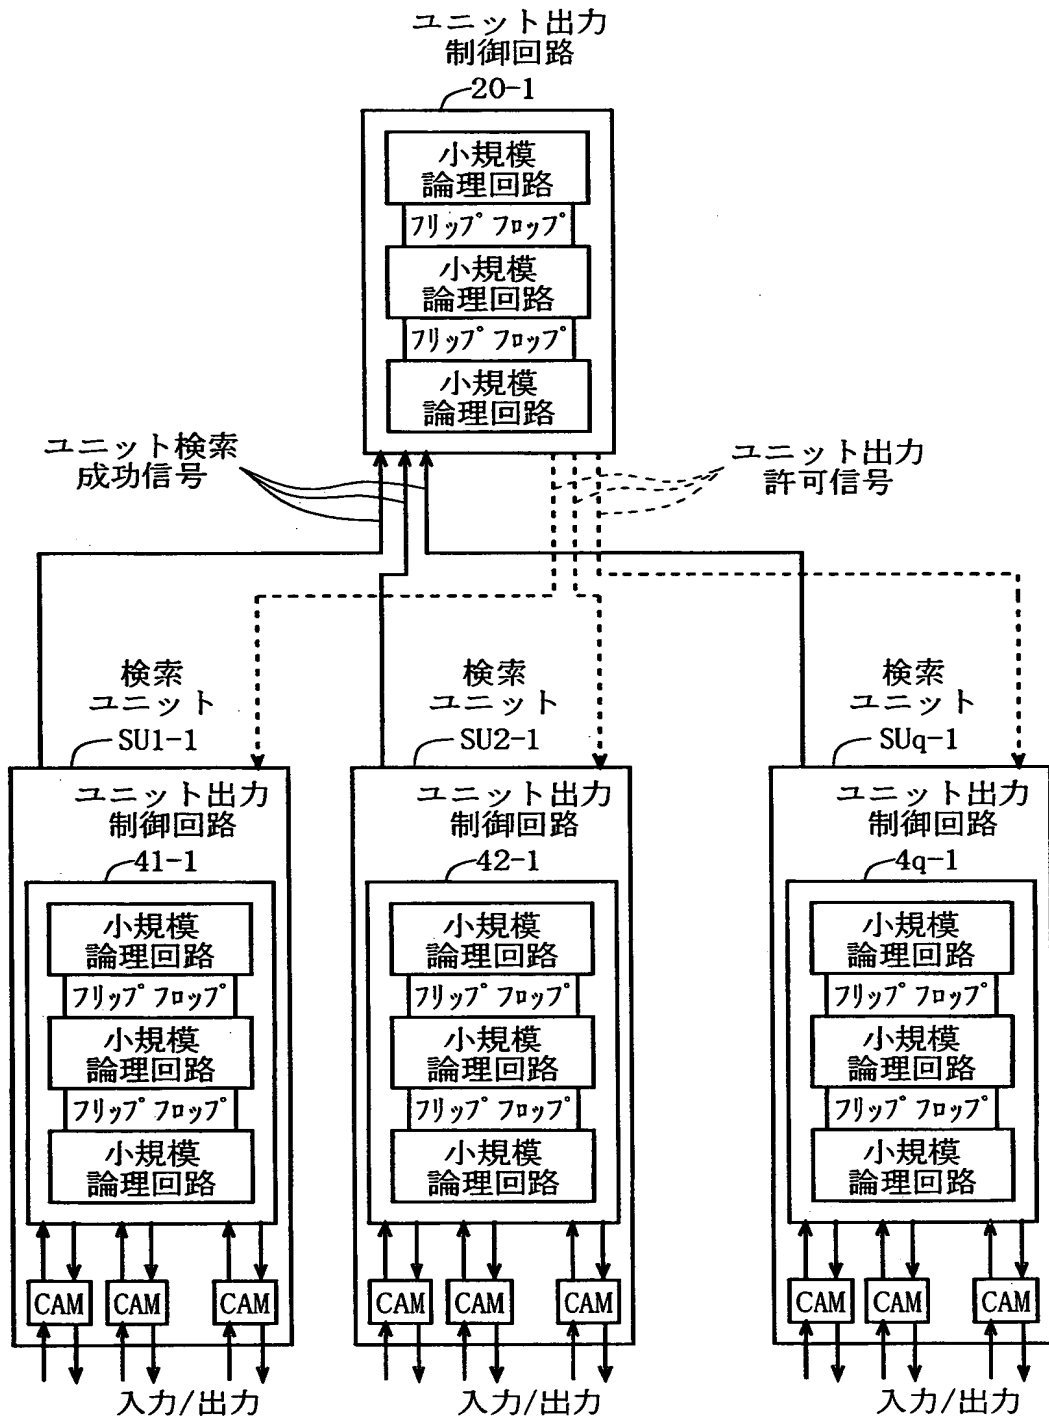 ユニット出力
制御回路
20-1
小規模
論理回路
フリップフロップ
小規模
論理回路
フリップフロップ
小規模
論理回路
ユニット検索
成功信号
ユニット出力
許可信号
検索
ユニット
SU1-1
ユニット出力
制御回路
41-1
小規模
論理回路
フリップフロップ
小規模
論理回路
フリップフロップ
小規模
論理回路
CAM
CAM
CAM
入力/出力
検索
ユニット
SU2-1
ユニット出力
制御回路
42-1
小規模
論理回路
フリップフロップ
小規模
論理回路
フリップフロップ
小規模
論理回路
CAM
CAM
CAM
入力/出力
検索
ユニット
SUq-1
ユニット出力
制御回路
4q-1
小規模
論理回路
フリップフロップ
小規模
論理回路
フリップフロップ
小規模
論理回路
CAM
CAM
CAM
入力/出力